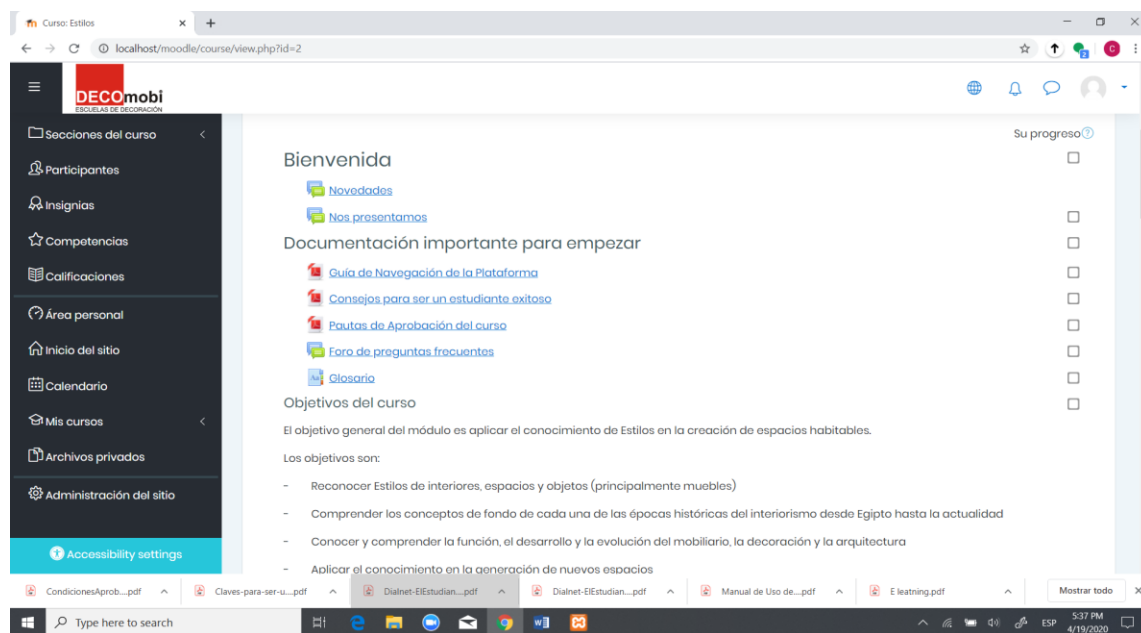 Curso: Estilos
localhost/moodle/course/view.php?id=2
C
2
DECOmobi
ESCUELAS DE DECORACIÓN
Secciones del curso
Participantes
Insignias
Competencias
Calificaciones
Área personal
Inicio del sitio
Calendario
Mis cursos
Archivos privados
Administración del sitio
Accessibility settings
Su progreso
Bienvenida
Novedades
Nos presentamos
Documentación importante para empezar
Guía de Navegación de la Plataforma
Consejos para ser un estudiante exitoso
Pautas de Aprobación del curso
Foro de preguntas frecuentes
Glosario
Objetivos del curso
El objetivo general del módulo es aplicar el conocimiento de Estilos en la creación de espacios habitables.
Los objetivos son:
- Reconocer Estilos de interiores, espacios y objetos (principalmente muebles)
- Comprender los conceptos de fondo de cada una de las épocas históricas del interiorismo desde Egipto hasta la actualidad
- Conocer y comprender la función, el desarrollo y la evolución del mobiliario, la decoración y la arquitectura
- Aplicar el conocimiento en la generación de nuevos espacios
CondicionesAprob....pdf
Claves-para-ser-u....pdf
Dialnet-ElEstudian....pdf
Dialnet-ElEstudian....pdf
Manual de Uso de....pdf
E leatning.pdf
Mostrar todo
Type here to search
ESP
5:37 PM
4/19/2020